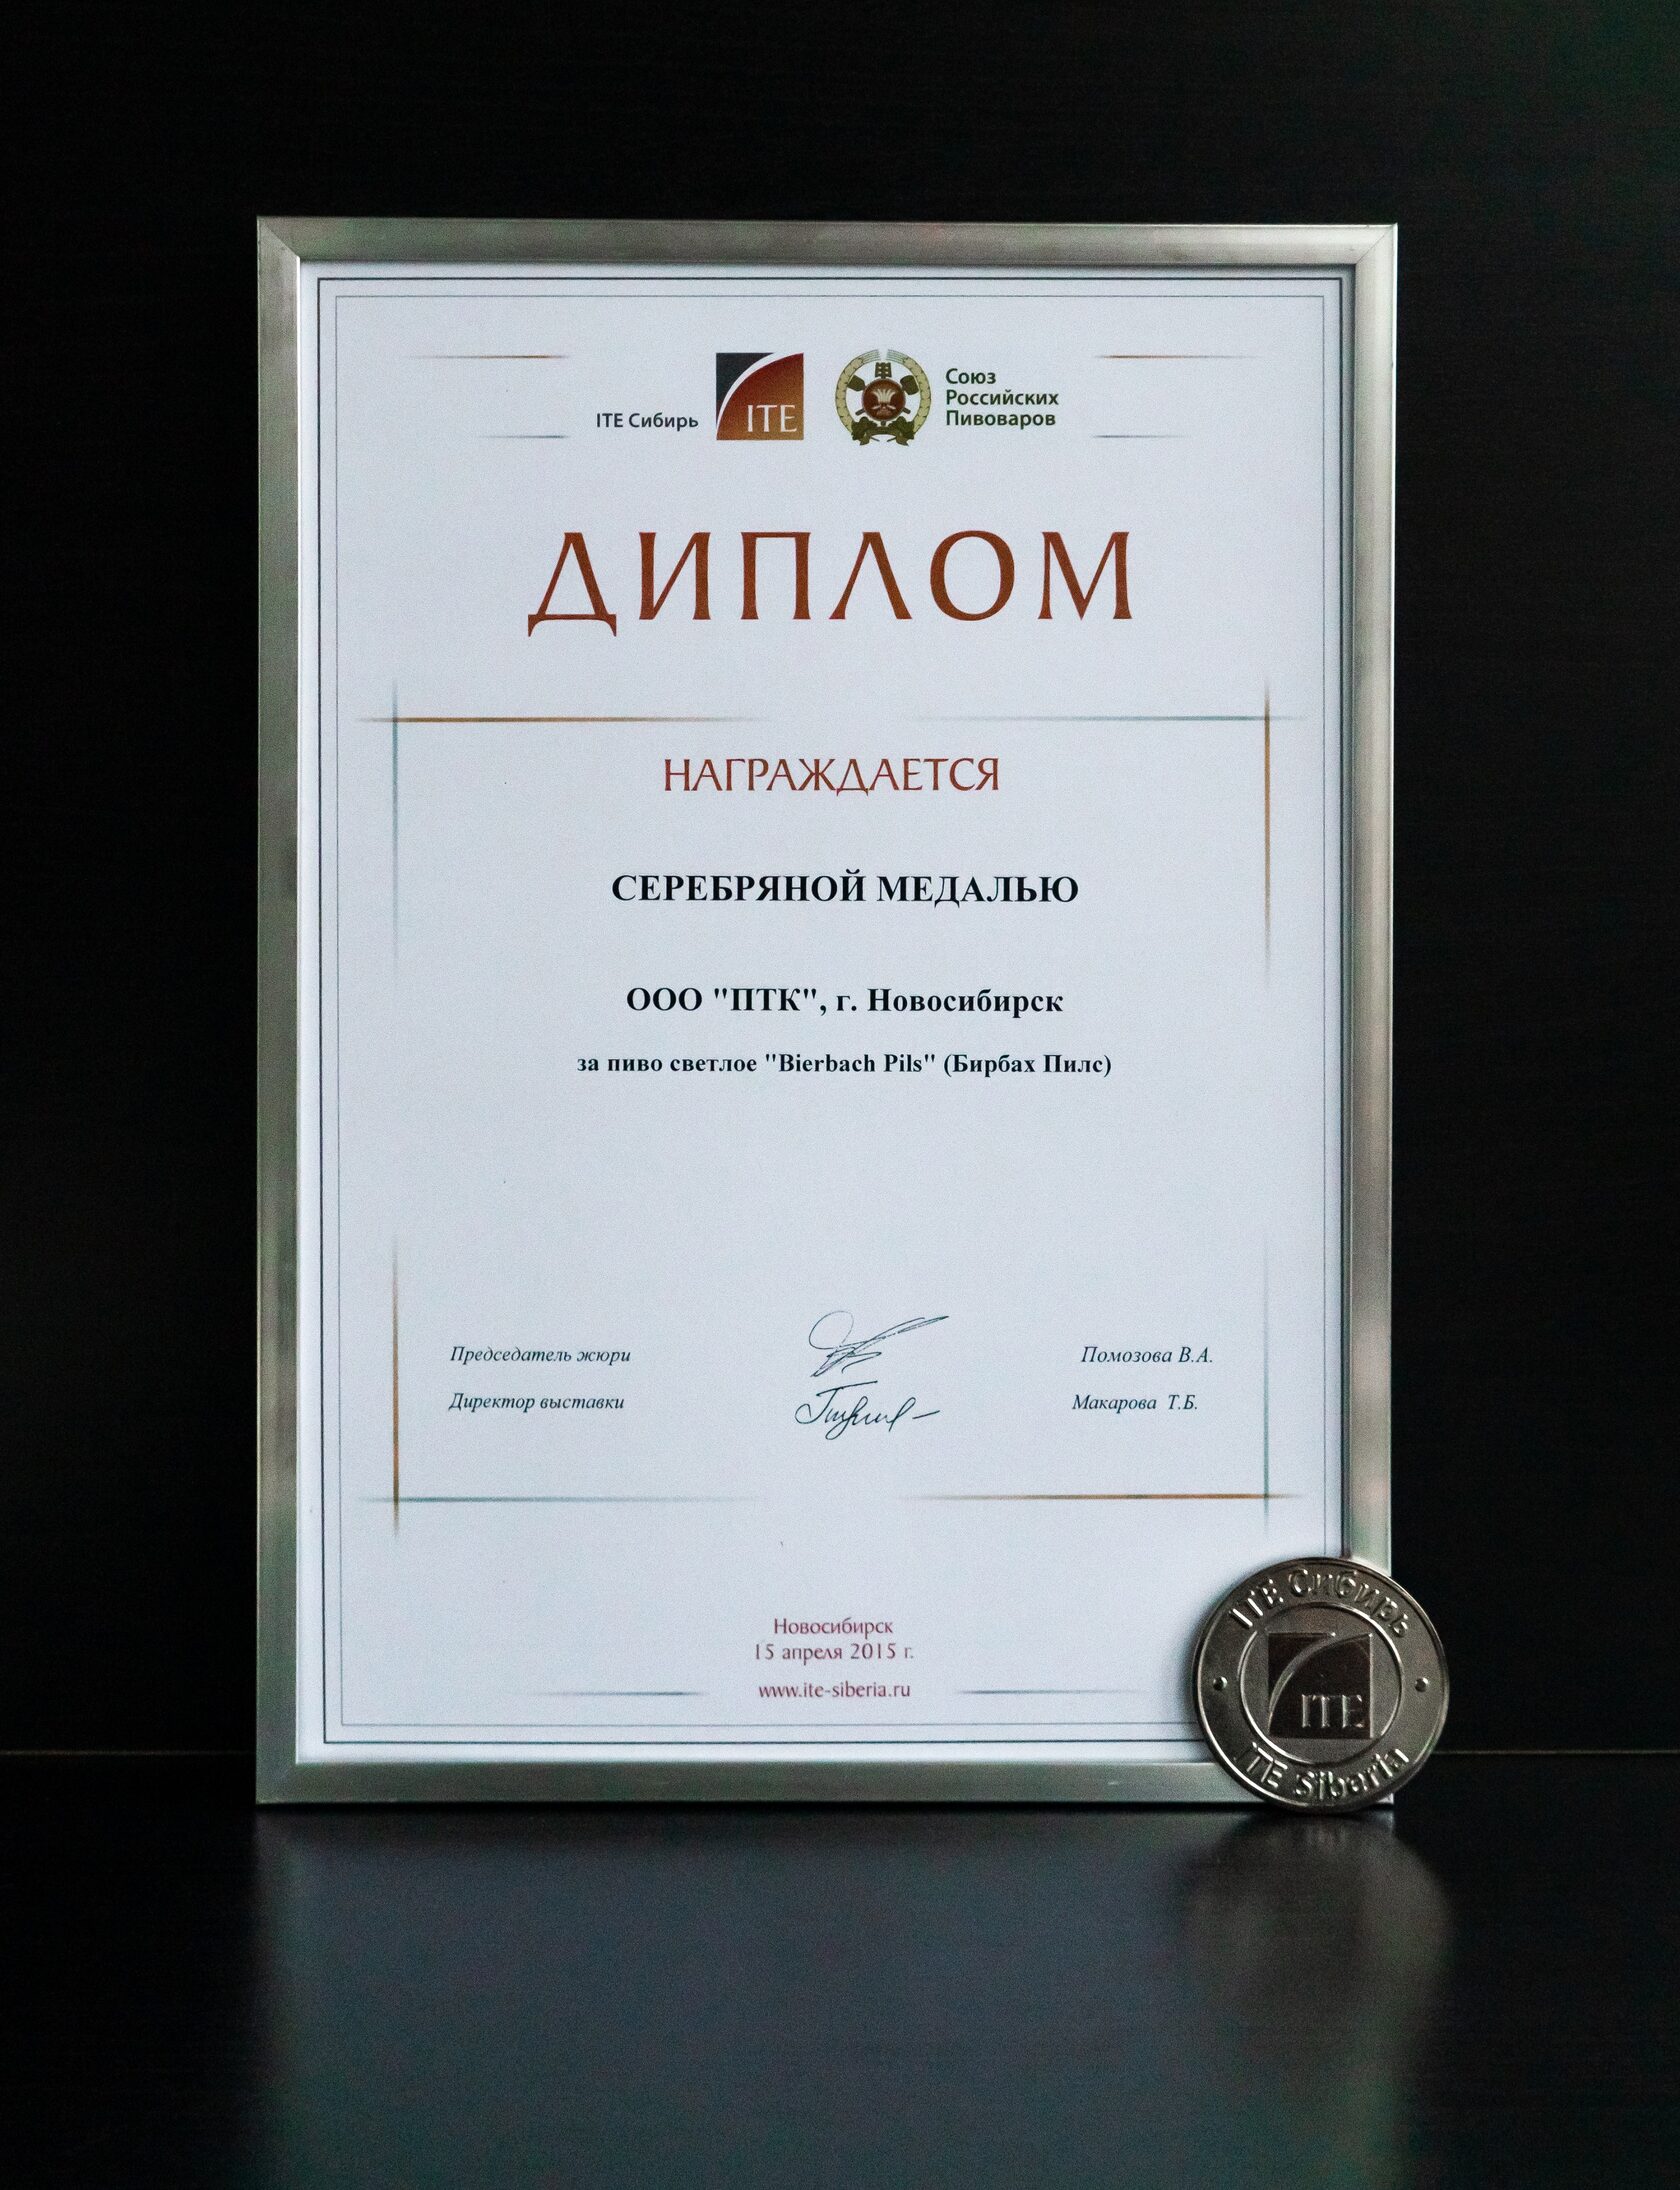 ITE Сибирь
ITE
Союз
Российских
Пивоваров
ДИПЛОМ
НАГРАЖДАЕТСЯ
СЕРЕБРЯНОЙ МЕДАЛЬЮ
ООО "ПТК", г. Новосибирск
за пиво светлое "Bierbach Pils" (Бирбах Пилс)
Председатель жюри Помозова В.А.
Директор выставки Макарова Т.Б.
Новосибирск
15 апреля 2015 г.
www.ite-siberia.ru
ITE Сибирь
ITE
ITE Siberia